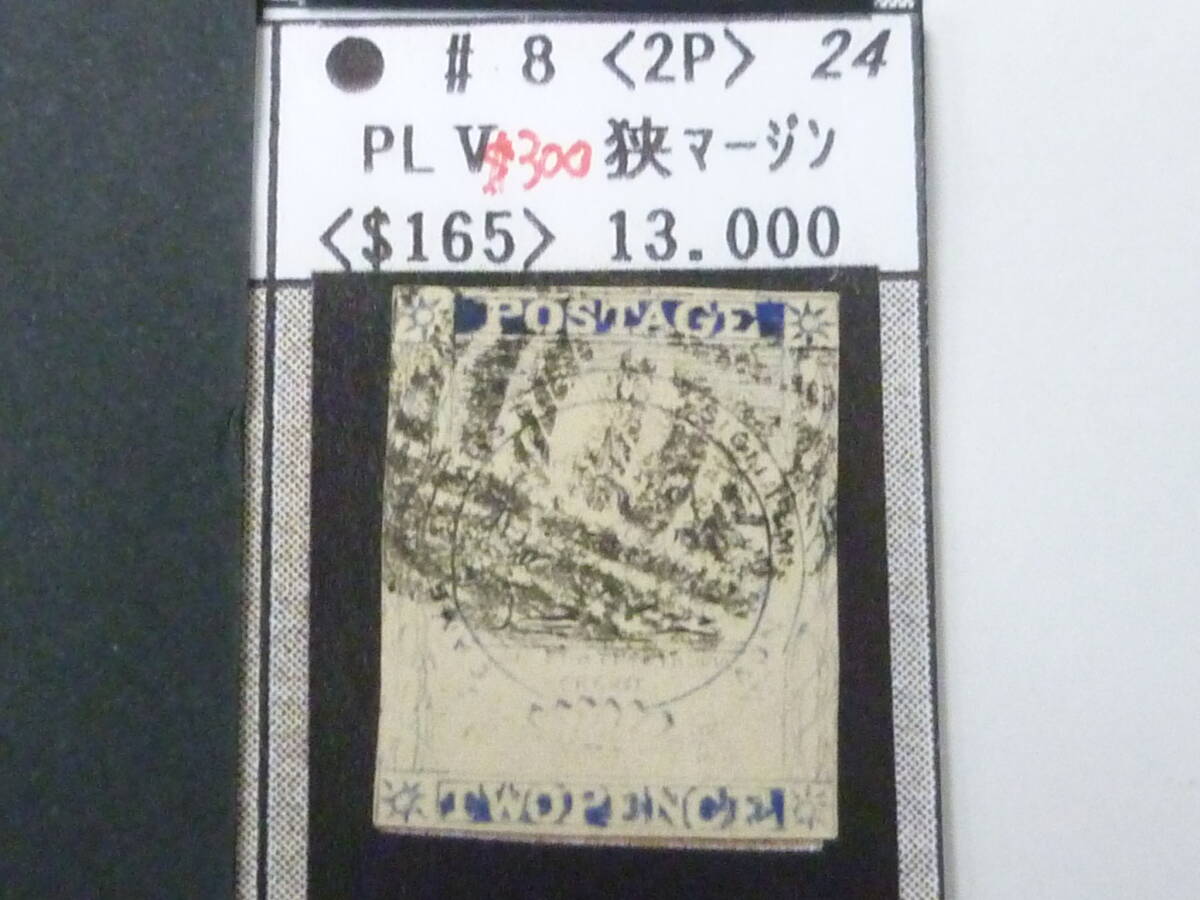 ● # 8 <2P> 24
PL V $300 狭マージン
<$165> 13.000
POSTAGE
TWO PENCE